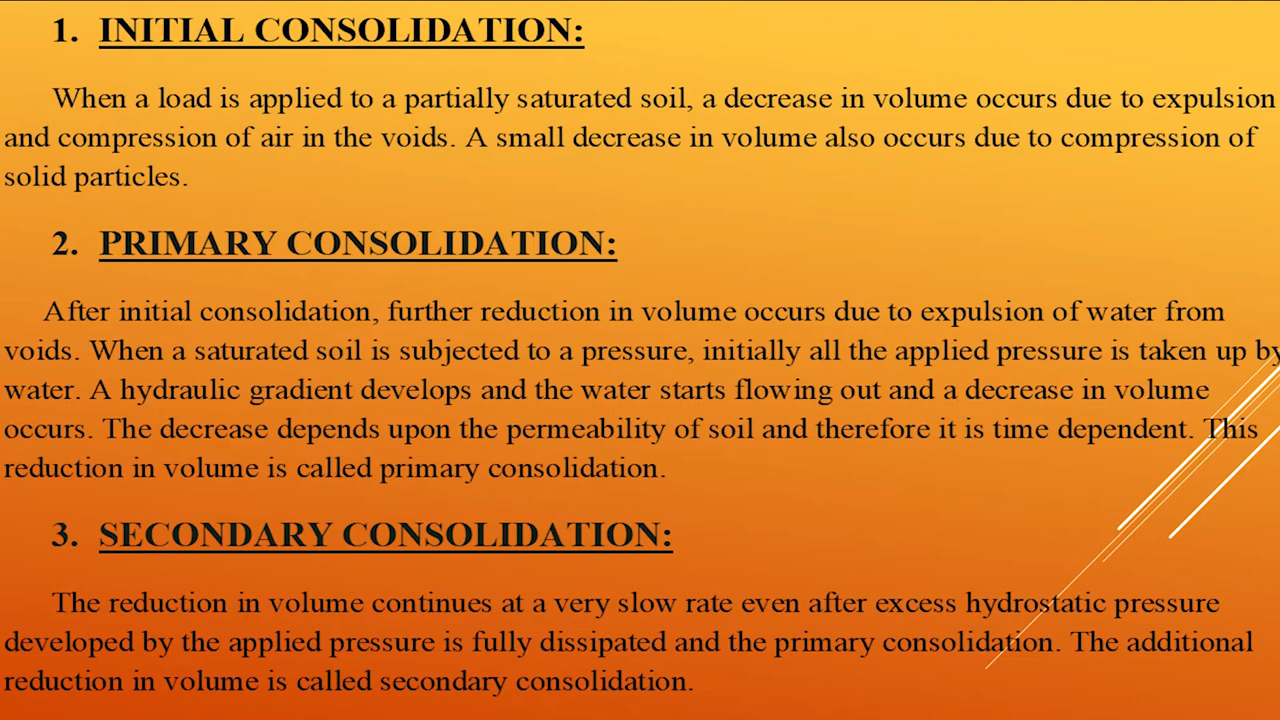 1. INITIAL CONSOLIDATION:
When a load is applied to a partially saturated soil, a decrease in volume occurs due to expulsion
and compression of air in the voids. A small decrease in volume also occurs due to compression of
solid particles.
2. PRIMARY CONSOLIDATION:
After initial consolidation, further reduction in volume occurs due to expulsion of water from
voids. When a saturated soil is subjected to a pressure, initially all the applied pressure is taken up by
water. A hydraulic gradient develops and the water starts flowing out and a decrease in volume
occurs. The decrease depends upon the permeability of soil and therefore it is time dependent. This
reduction in volume is called primary consolidation.
3. SECONDARY CONSOLIDATION:
The reduction in volume continues at a very slow rate even after excess hydrostatic pressure
developed by the applied pressure is fully dissipated and the primary consolidation. The additional
reduction in volume is called secondary consolidation.